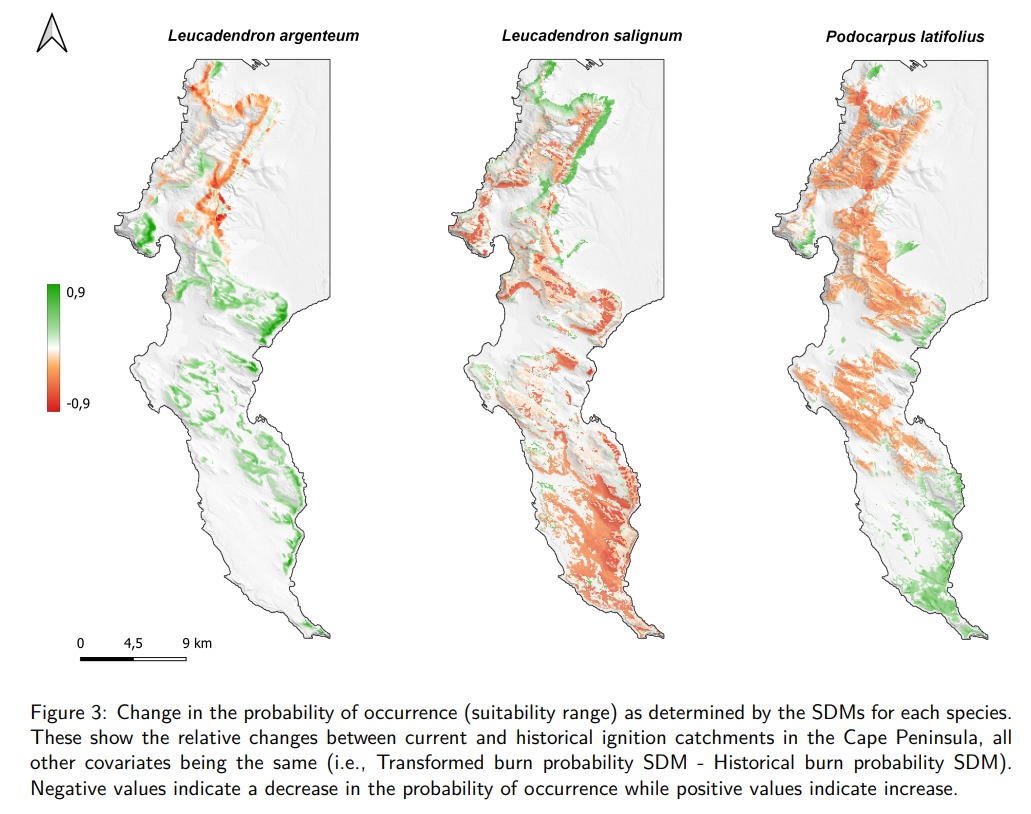 Leucadendron argenteum
Leucadendron salignum
Podocarpus latifolius
0,9
-0,9
0 4,5 9 km
Figure 3: Change in the probability of occurrence (suitability range) as determined by the SDMs for each species.
These show the relative changes between current and historical ignition catchments in the Cape Peninsula, all
other covariates being the same (i.e., Transformed burn probability SDM - Historical burn probability SDM).
Negative values indicate a decrease in the probability of occurrence while positive values indicate increase.